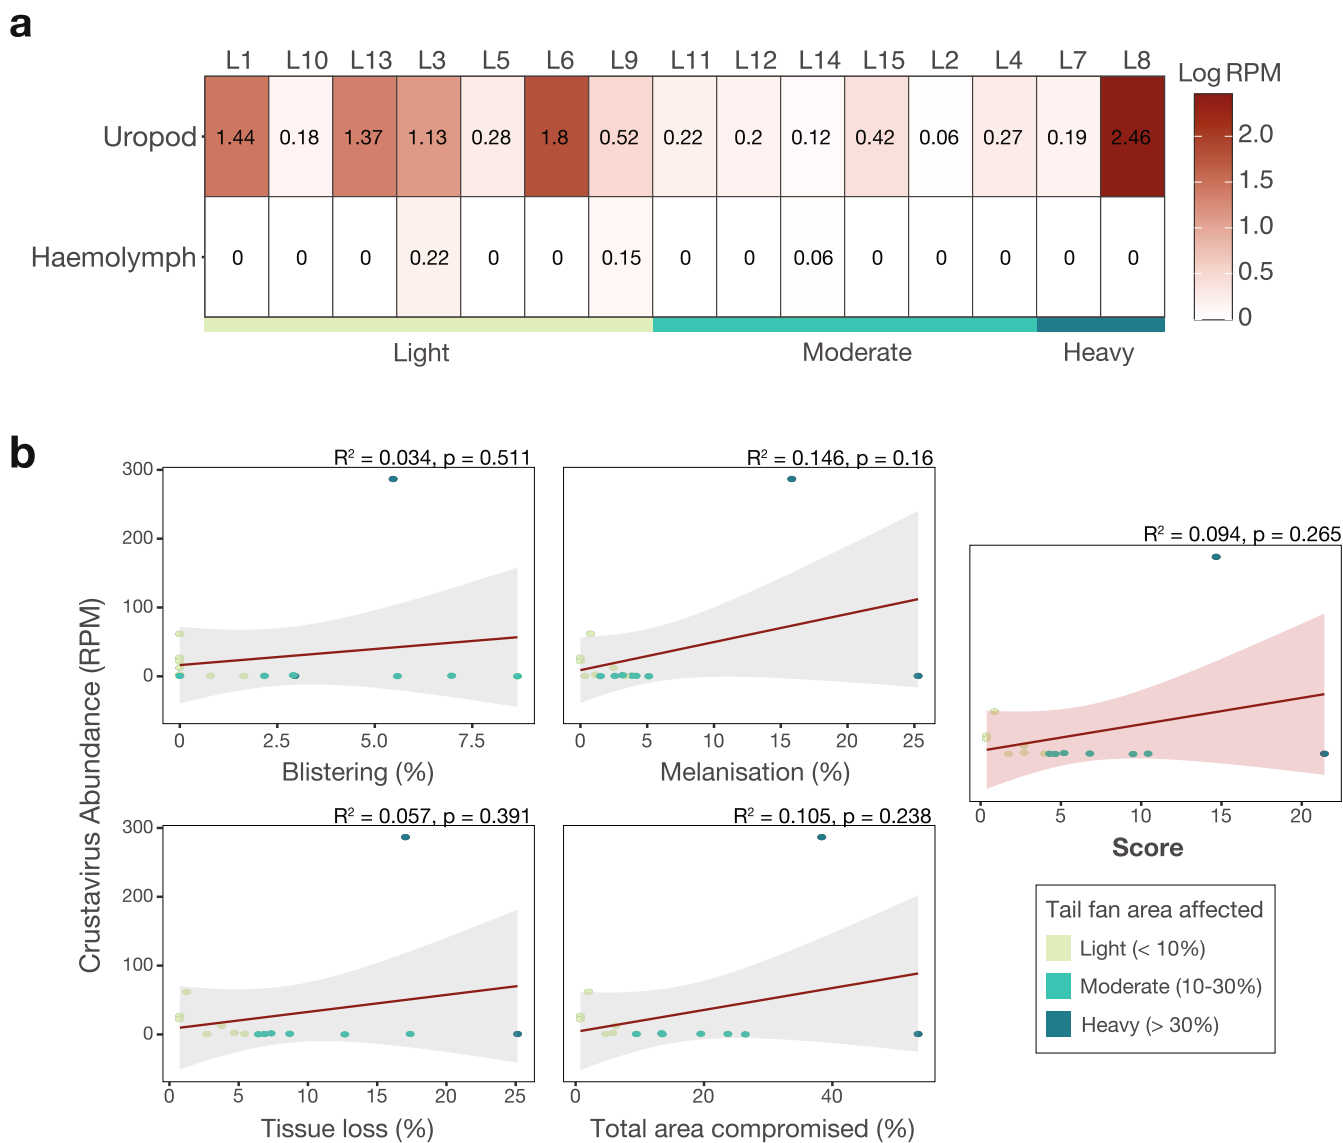 a
L1 L10 L13 L3 L5 L6 L9 L11 L12 L14 L15 L2 L4 L7 L8
Log RPM
Uropod 1.44 0.18 1.37 1.13 0.28 1.8 0.52 0.22 0.2 0.12 0.42 0.06 0.27 0.19 2.46
2.0
1.5
1.0
0.5
0
Haemolymph 0 0 0 0.22 0 0 0.15 0 0 0.06 0 0 0 0 0
Light Moderate Heavy
b
Crustavirus Abundance (RPM)
R² = 0.034, p = 0.511
300
200
100
0
0 2.5 5.0 7.5
Blistering (%)
R² = 0.146, p = 0.16
0 5 10 15 20 25
Melanisation (%)
R² = 0.094, p = 0.265
0 5 10 15 20
Score
R² = 0.057, p = 0.391
300
200
100
0
0 5 10 15 20 25
Tissue loss (%)
R² = 0.105, p = 0.238
0 20 40
Total area compromised (%)
Tail fan area affected
Light (< 10%)
Moderate (10-30%)
Heavy (> 30%)